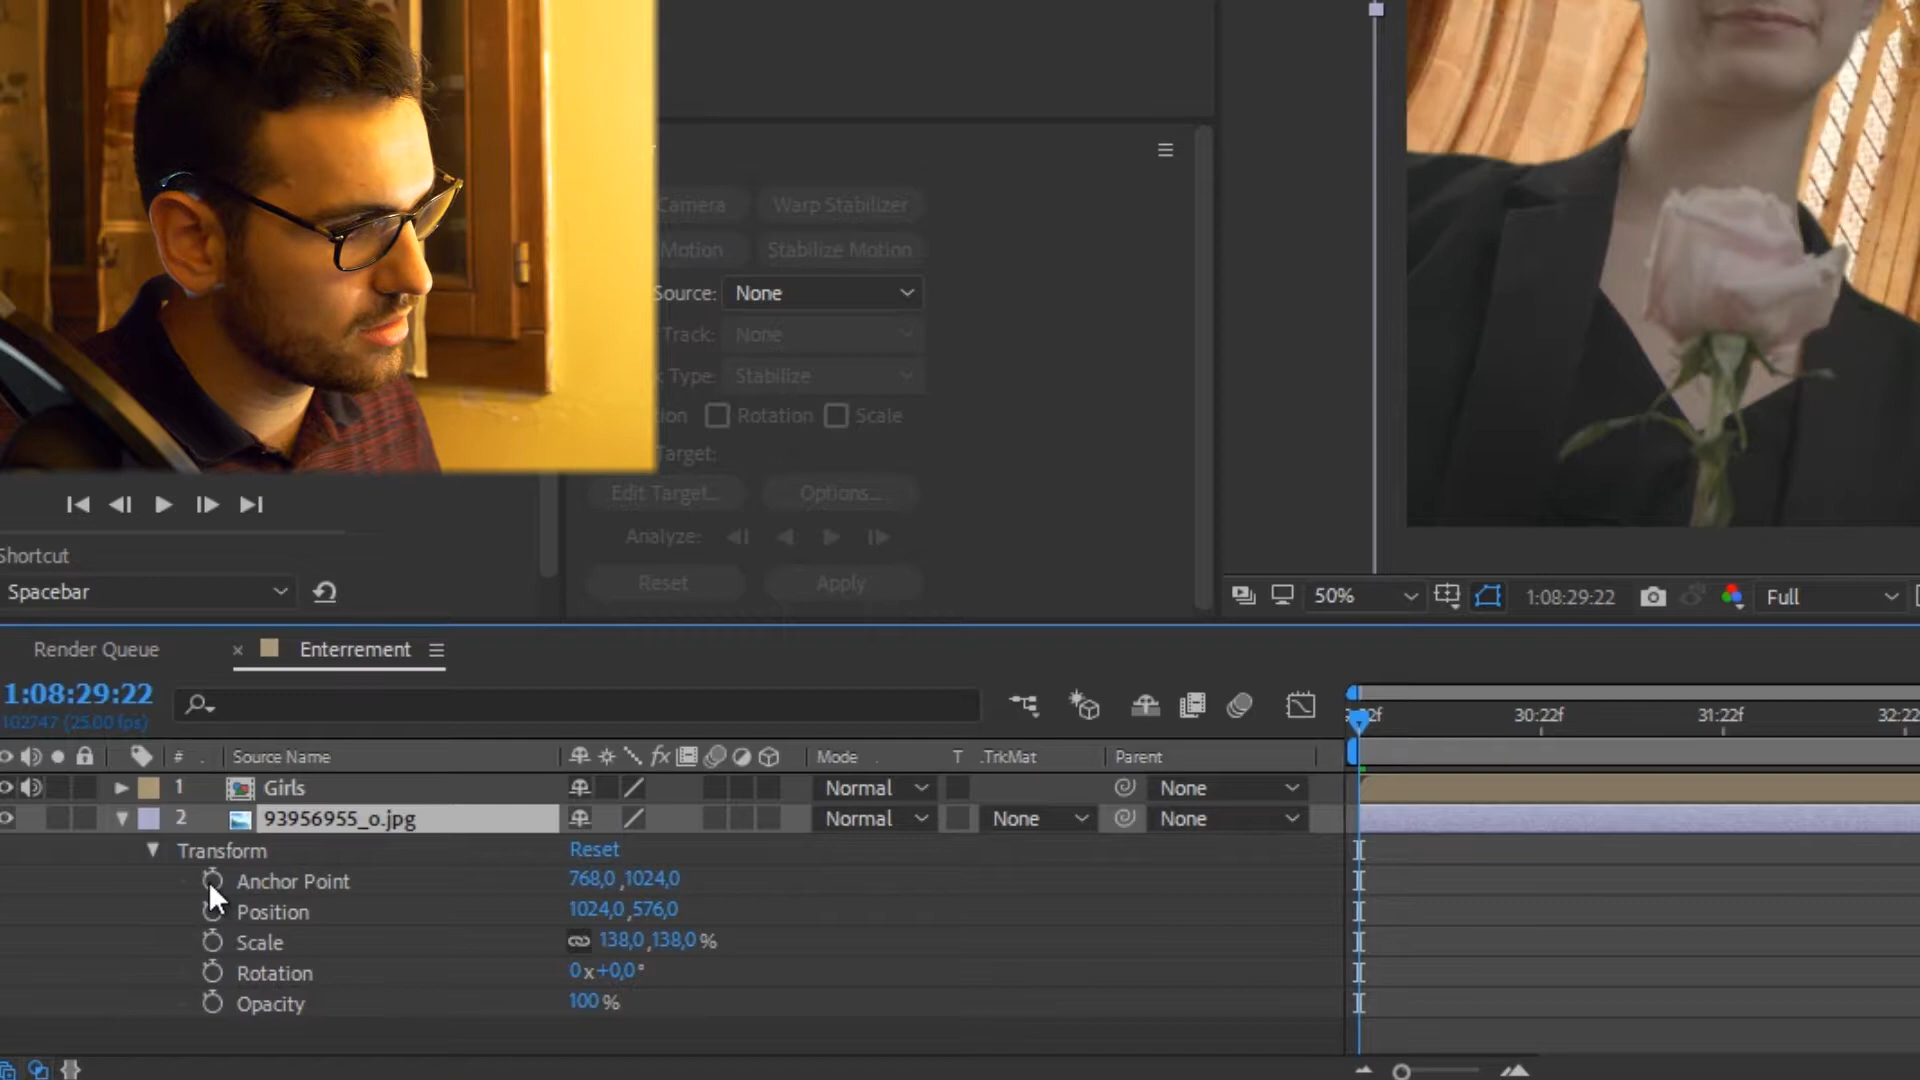 Camera
Warp Stabilizer
Motion
Stabilize Motion
Source: None
Track: None
Type: Stabilize
Rotation Scale
Target:
Edit Target...
Options...
Analyze:
Reset
Apply
Shortcut
Spacebar
50%
1:08:29:22
Full
Render Queue
Enterrement
1:08:29:22
102747 (25.00 fps)
30:22f
31:22f
# Source Name
fx
Mode
T .TrkMat
Parent
1 Girls
Normal
None
2 93956955_o.jpg
Normal
None
None
Transform
Reset
Anchor Point
768,0 ,1024,0
Position
1024,0 ,576,0
Scale
138,0 ,138,0 %
Rotation
0x+0,0°
Opacity
100 %